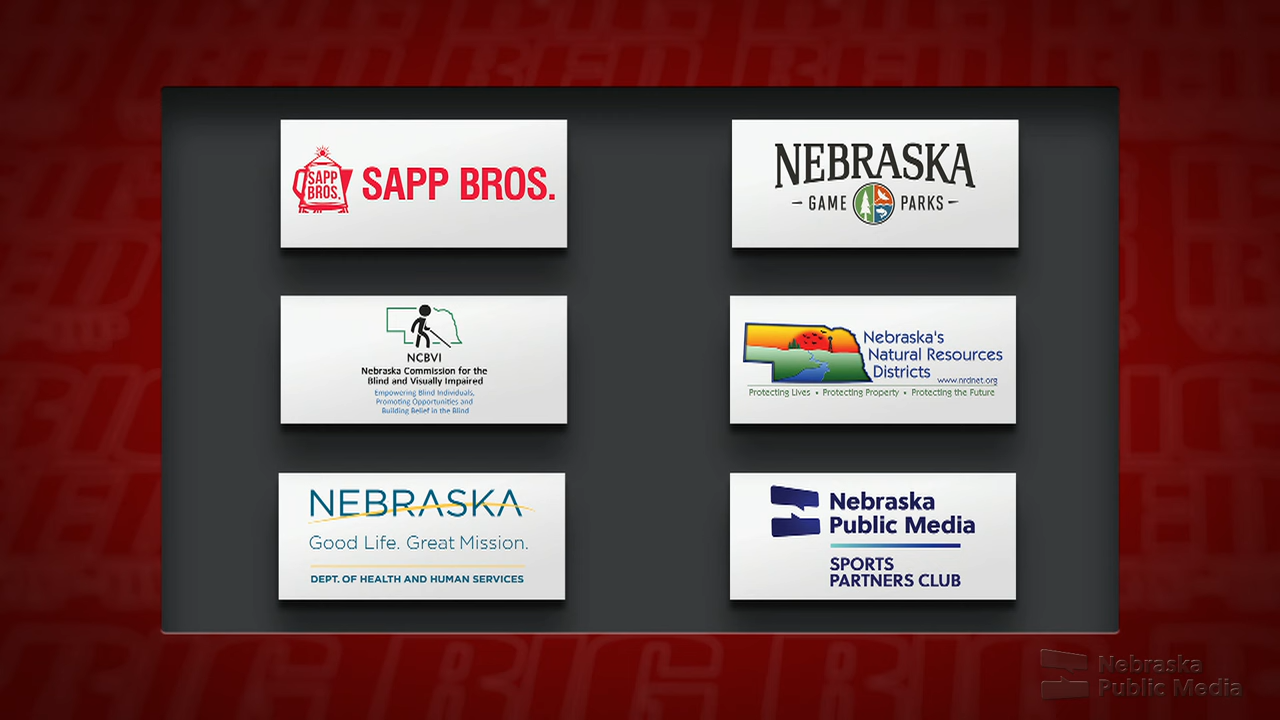 SAPP
BROS.
SAPP BROS.
NEBRASKA
GAME PARKS
NCBVI
Nebraska Commission for the
Blind and Visually Impaired
Empowering Blind Individuals,
Promoting Opportunities and
Building Belief in the Blind
Nebraska's
Natural Resources
Districts
www.nrdnet.org
Protecting Lives • Protecting Property • Protecting the Future
NEBRASKA
Good Life. Great Mission.
DEPT. OF HEALTH AND HUMAN SERVICES
Nebraska
Public Media
SPORTS
PARTNERS CLUB
BIG
RED
Nebraska
Public Media